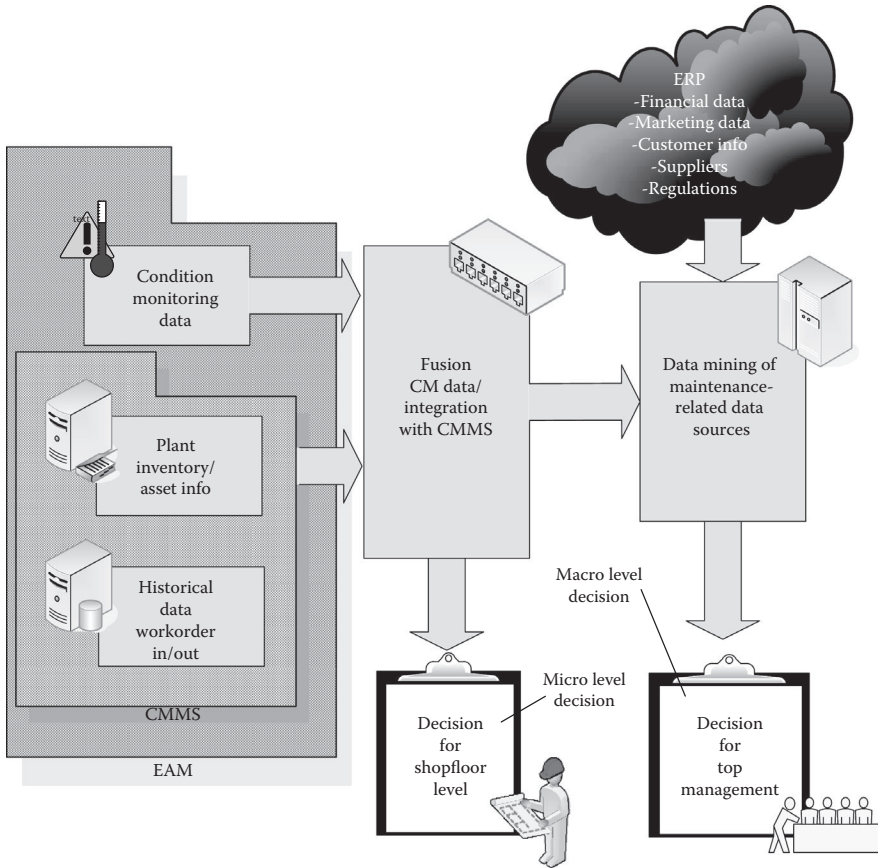 ERP
-Financial data
-Marketing data
-Customer info
-Suppliers
-Regulations
text
Condition
monitoring
data
Fusion
CM data/
integration
with CMMS
Data mining of
maintenance-
related data
sources
Plant
inventory/
asset info
Historical
data
workorder
in/out
CMMS
EAM
Macro level
decision
Micro level
decision
Decision
for
shopfloor
level
Decision
for
top
management